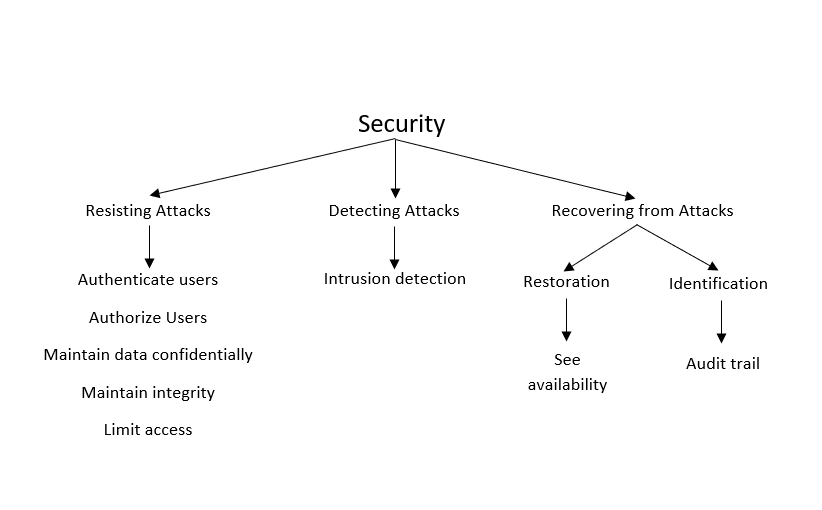 Security
Resisting Attacks
Detecting Attacks
Recovering from Attacks
Authenticate users
Authorize Users
Maintain data confidentially
Maintain integrity
Limit access
Intrusion detection
Restoration
Identification
See
availability
Audit trail